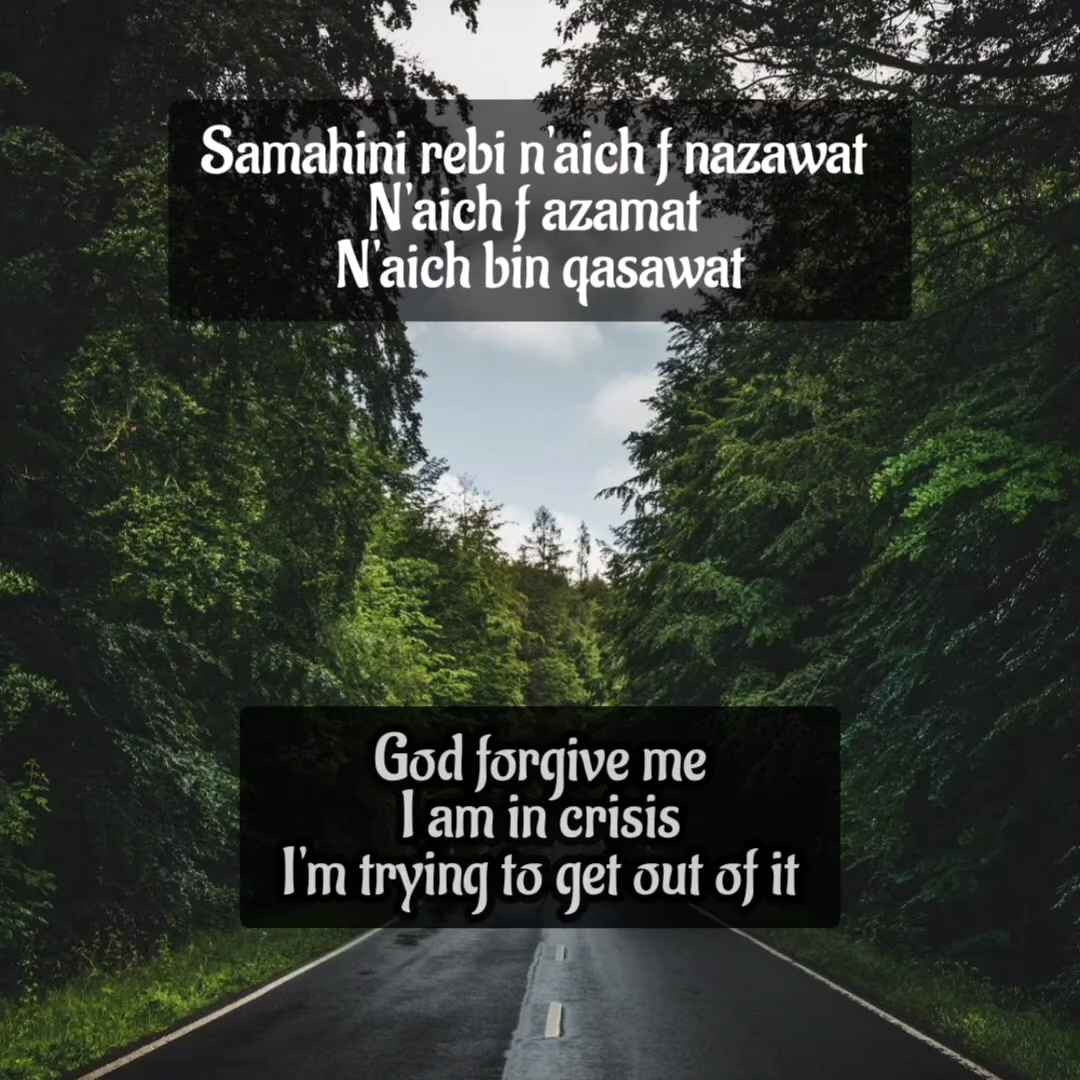 Samahini rebi n'aich f nazawat
N'aich f azamat
N'aich bin qasawat
God forgive me
I am in crisis
I'm trying to get out of it